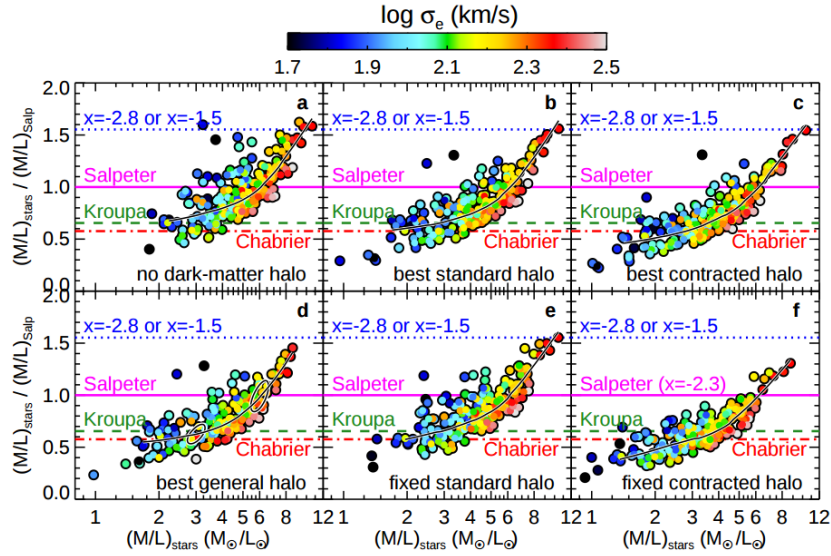 log σe (km/s)
1.7 1.9 2.1 2.3 2.5
2.0
1.5
1.0
0.5
0.0
(M/L)stars / (M/L)Salp
a
x=-2.8 or x=-1.5
Salpeter
Kroupa
Chabrier
no dark-matter halo
b
x=-2.8 or x=-1.5
Salpeter
Kroupa
Chabrier
best standard halo
c
x=-2.8 or x=-1.5
Salpeter
Kroupa
Chabrier
best contracted halo
2.0
1.5
1.0
0.5
0.0
(M/L)stars / (M/L)Salp
d
x=-2.8 or x=-1.5
Salpeter
Kroupa
Chabrier
best general halo
e
x=-2.8 or x=-1.5
Salpeter
Kroupa
Chabrier
fixed standard halo
f
x=-2.8 or x=-1.5
Salpeter (x=-2.3)
Kroupa
Chabrier
fixed contracted halo
1 2 3 4 5 6 8 12 1 2 3 4 5 6 8 12 1 2 3 4 5 6 8 12
(M/L)stars (M⊙/L⊙) (M/L)stars (M⊙/L⊙) (M/L)stars (M⊙/L⊙)